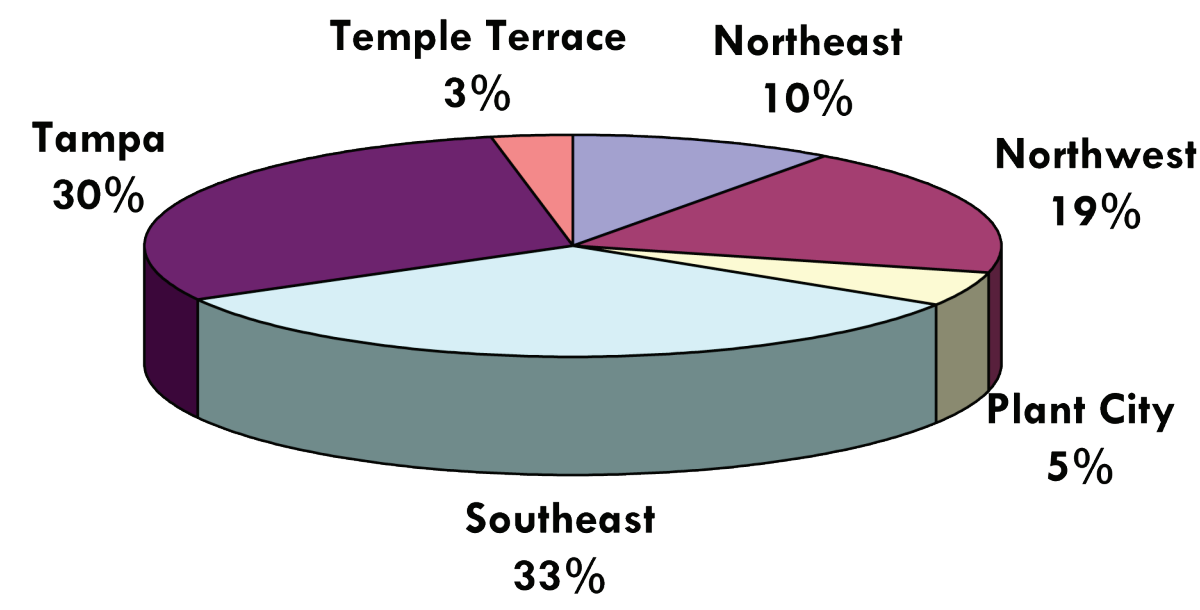 Temple Terrace
3%
Northeast
10%
Tampa
30%
Northwest
19%
Plant City
5%
Southeast
33%